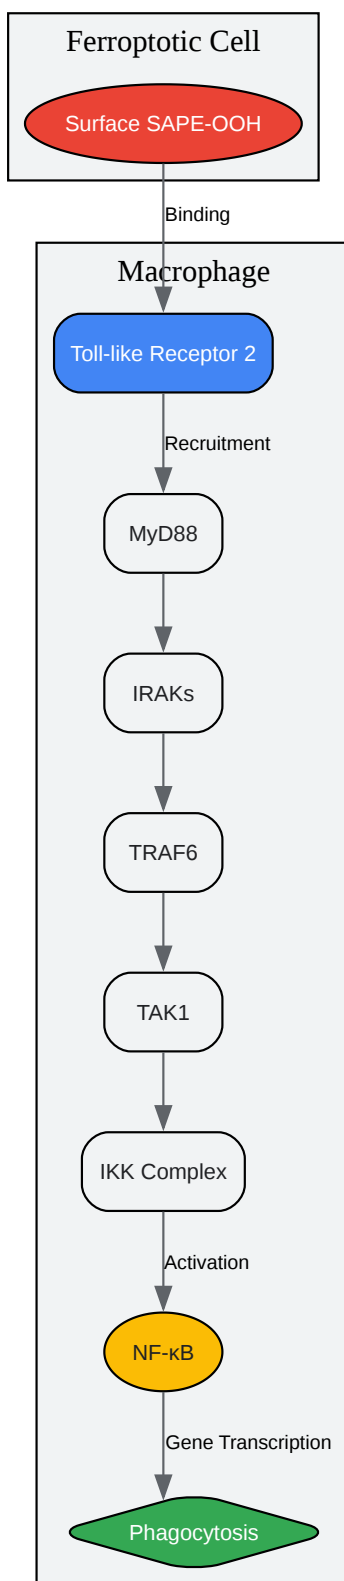 Ferroptotic Cell
Surface SAPE-OOH
Binding
Macrophage
Toll-like Receptor 2
Recruitment
MyD88
IRAKs
TRAF6
TAK1
IKK Complex
Activation
NF-κB
Gene Transcription
Phagocytosis